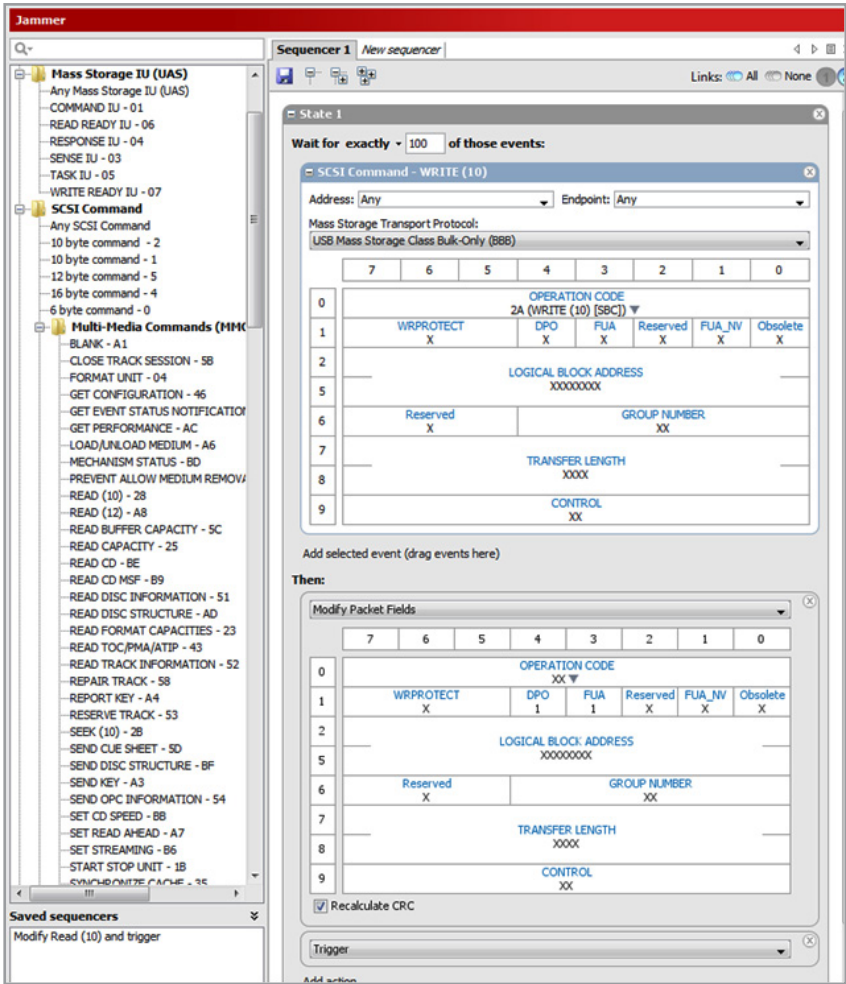 Jammer
Mass Storage IU (UAS)
Any Mass Storage IU (UAS)
COMMAND IU - 01
READ READY IU - 06
RESPONSE IU - 04
SENSE IU - 03
TASK IU - 05
WRITE READY IU - 07
SCSI Command
Any SCSI Command
10 byte command - 2
10 byte command - 1
12 byte command - 5
16 byte command - 4
6 byte command - 0
Multi-Media Commands (MMC
BLANK - A1
CLOSE TRACK SESSION - 5B
FORMAT UNIT - 04
GET CONFIGURATION - 46
GET EVENT STATUS NOTIFICATION
GET PERFORMANCE - AC
LOAD/UNLOAD MEDIUM - A6
MECHANISM STATUS - BD
PREVENT ALLOW MEDIUM REMOVA
READ (10) - 28
READ (12) - A8
READ BUFFER CAPACITY - 5C
READ CAPACITY - 25
READ CD - BE
READ CD MSF - B9
READ DISC INFORMATION - 51
READ DISC STRUCTURE - AD
READ FORMAT CAPACITIES - 23
READ TOC/PMA/ATIP - 43
READ TRACK INFORMATION - 52
REPAIR TRACK - 58
REPORT KEY - A4
RESERVE TRACK - 53
SEEK (10) - 2B
SEND CUE SHEET - 5D
SEND DISC STRUCTURE - BF
SEND KEY - A3
SEND OPC INFORMATION - 54
SET CD SPEED - BB
SET READ AHEAD - A7
SET STREAMING - B6
START STOP UNIT - 1B
SYNCHRONIZE CACHE - 35
Saved sequencers
Modify Read (10) and trigger
Sequencer 1 New sequencer
Links: All None 1
State 1
Wait for exactly 100 of those events:
SCSI Command - WRITE (10)
Address: Any Endpoint: Any
Mass Storage Transport Protocol:
USB Mass Storage Class Bulk-Only (BBB)
7 6 5 4 3 2 1 0
0 OPERATION CODE
2A (WRITE (10) [SBC])
1 WRPROTECT DPO FUA Reserved FUA_NV Obsolete
X X X X X X
2
LOGICAL BLOCK ADDRESS
XXXXXXXX
5
6 Reserved GROUP NUMBER
X XX
7
TRANSFER LENGTH
XXXX
8
9 CONTROL
XX
Add selected event (drag events here)
Then:
Modify Packet Fields
7 6 5 4 3 2 1 0
0 OPERATION CODE
XX
1 WRPROTECT DPO FUA Reserved FUA_NV Obsolete
X 1 1 X X X
2
LOGICAL BLOCK ADDRESS
XXXXXXXX
5
6 Reserved GROUP NUMBER
X XX
7
TRANSFER LENGTH
XXXX
8
9 CONTROL
XX
Recalculate CRC
Trigger
Add action